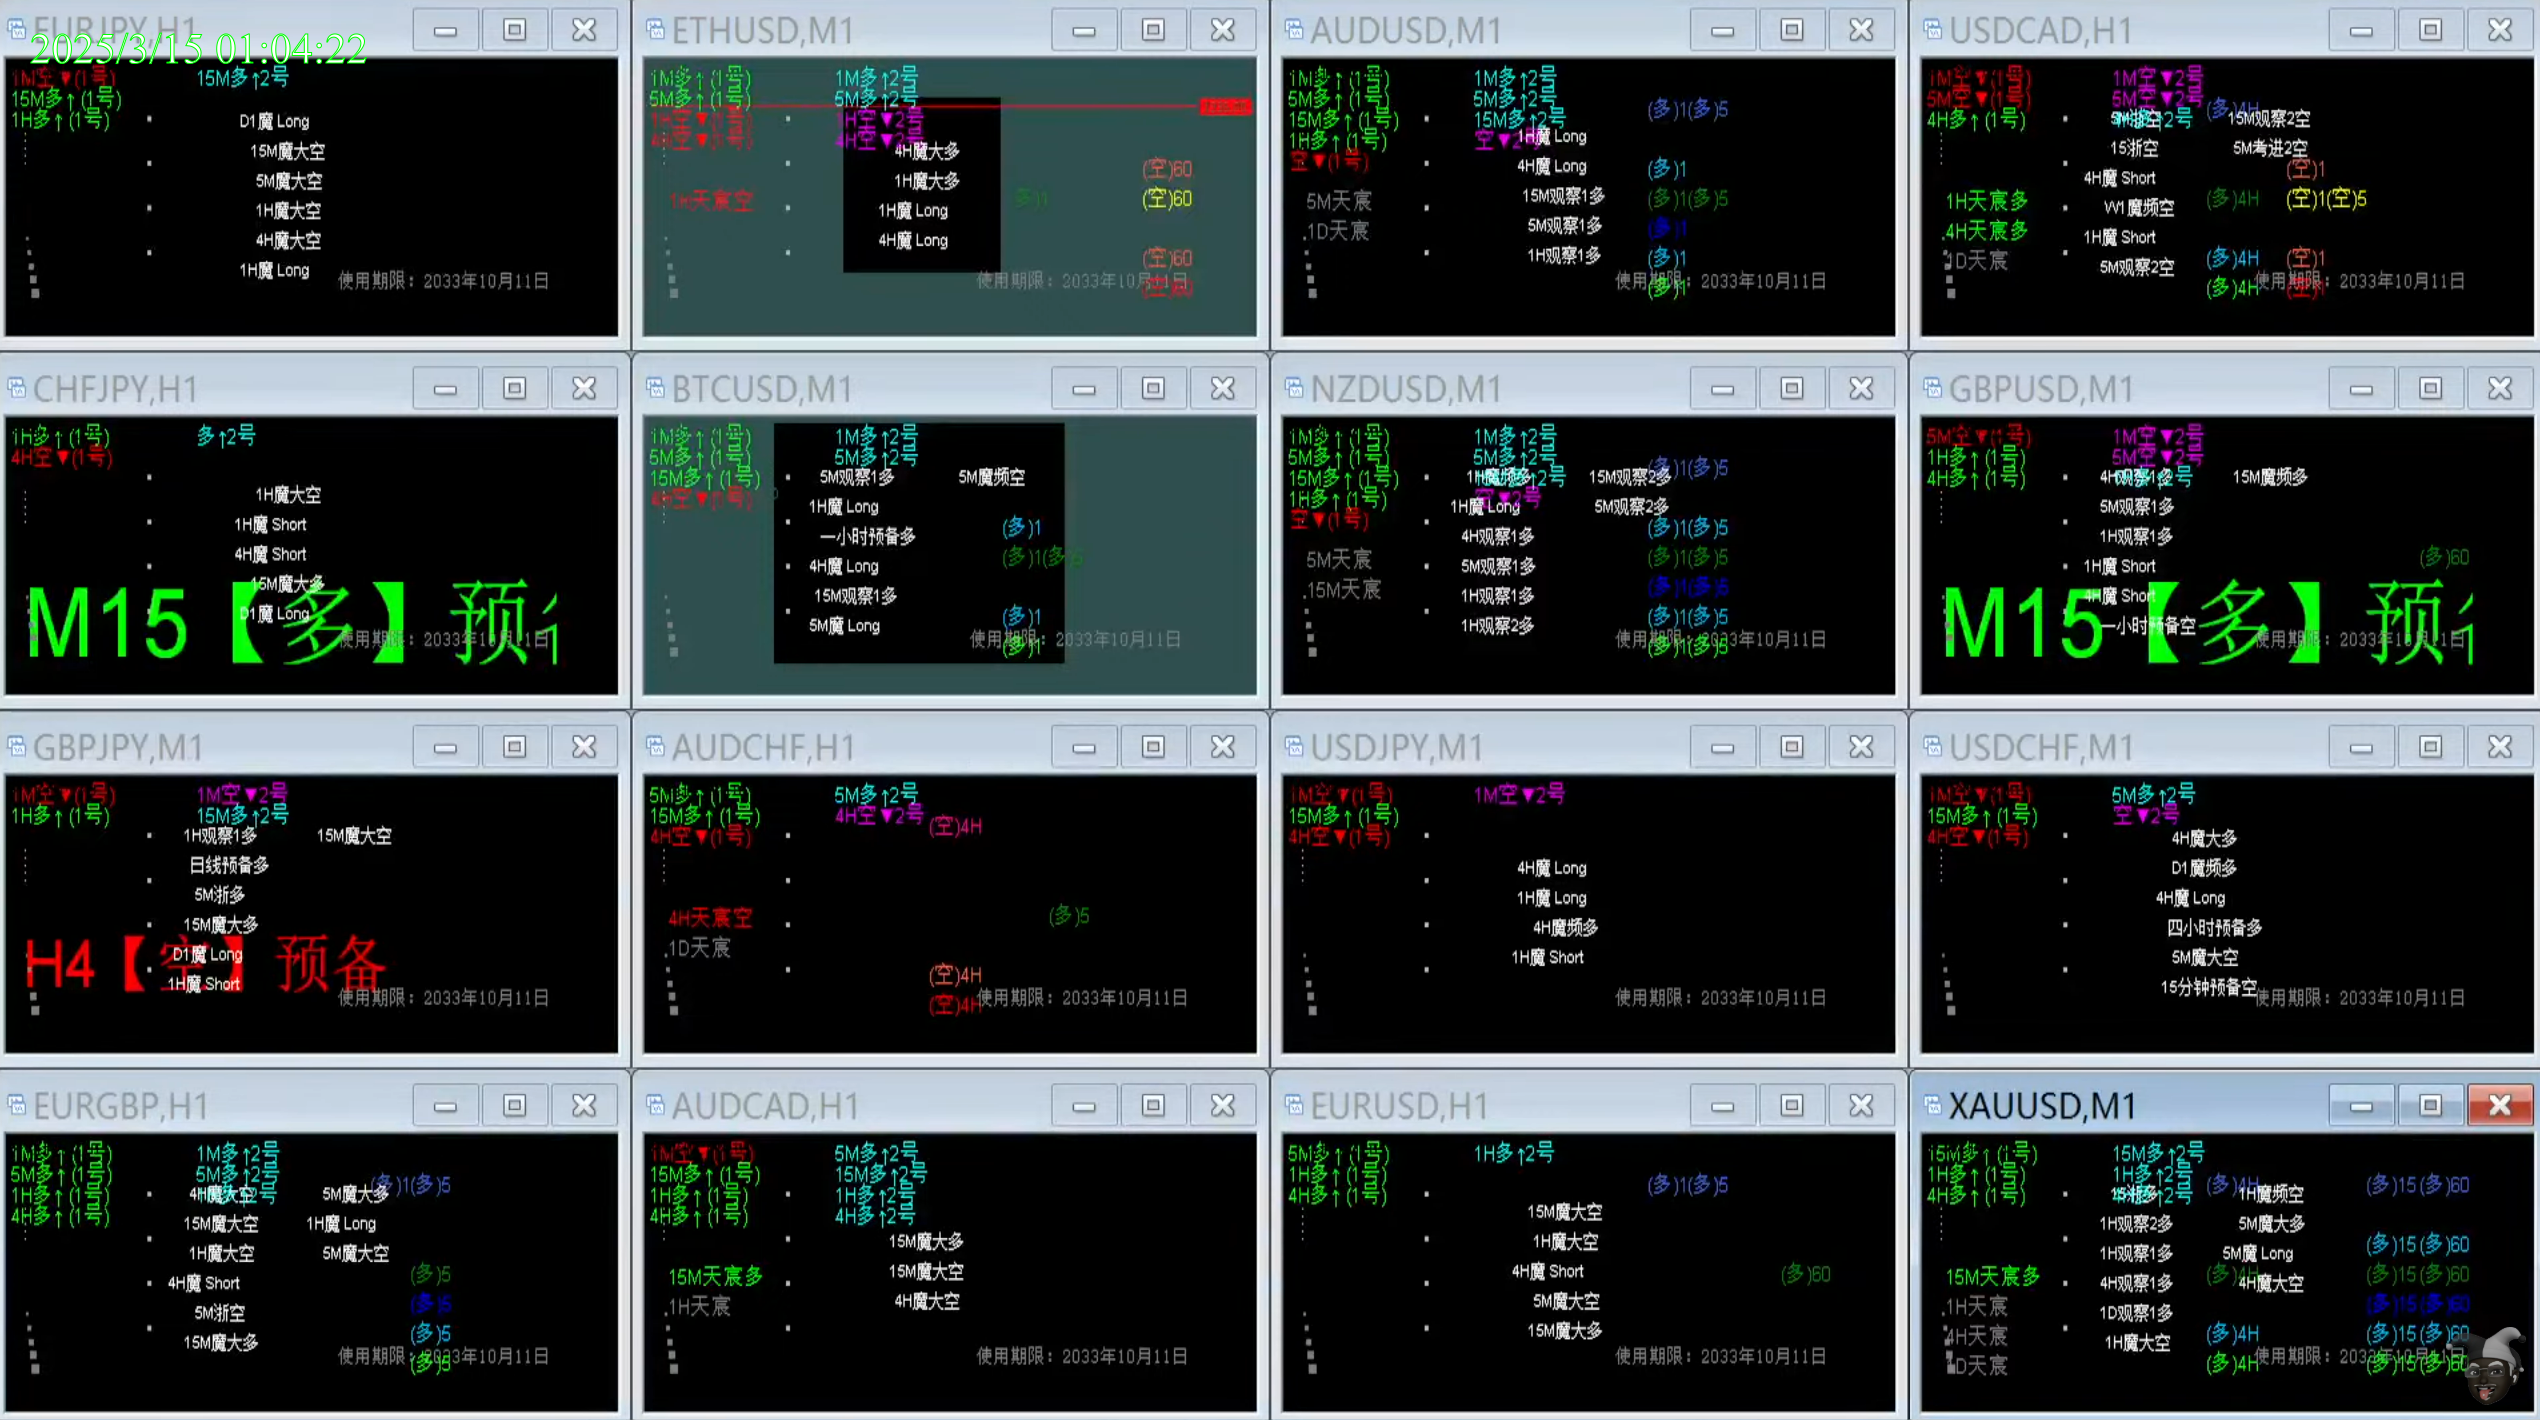 EURJPY,H1
2025/3/15 01:04:22
1M空▼(1号) 15M多↑2号
15M多↑(1号)
1H多↑(1号)
D1魔 Long
15M魔大空
5M魔大空
1H魔大空
4H魔大空
1H魔 Long
使用期限：2033年10月11日
ETHUSD,M1
1M多↑(1号) 1M多↑2号
5M多↑(1号) 5M多↑2号
1H空▼(1号) 1H空▼2号
4H空▼(1号) 4H空▼2号
4H魔大多
(空)60
1H魔大多
1H天宸空 (多)1 (空)60
1H魔 Long
4H魔 Long
(空)60
使用期限：2033年10月11日
(空)60
AUDUSD,M1
1M多↑(1号) 1M多↑2号
5M多↑(1号) 5M多↑2号 (多)1(多)5
15M多↑(1号) 15M多↑2号
1H多↑(1号) 空▼2号 1H魔 Long
空▼(1号) 4H魔 Long (多)1
5M天宸 15M观察1多 (多)1(多)5
1D天宸 5M观察1多 (多)1
1H观察1多 (多)1
使用期限：2033年10月11日
(多)1
USDCAD,H1
1M空▼(1号) 1M空▼2号
5M空▼(1号) 5M空▼2号 (多)4H
4H多↑(1号) 15M观察2空
15浙空 5M考进2空
4H魔 Short (空)1
1H天宸多 W1魔频空 (多)4H (空)1(空)5
4H天宸多 1H魔 Short
1D天宸 5M观察2空 (多)4H (空)1
使用期限：2033年10月11日
(多)4H (空)1
CHFJPY,H1
1H多↑(1号) 多↑2号
4H空▼(1号)
1H魔大空
1H魔 Short
4H魔 Short
15M魔大多
D1魔 Long
M15【多】预
使用期限：2033年10月11日
BTCUSD,M1
1M多↑(1号) 1M多↑2号
5M多↑(1号) 5M多↑2号
15M多↑(1号) 5M观察1多 5M魔频空
4H空▼(1号) 1H魔 Long
一小时预备多 (多)1
4H魔 Long (多)1(多)5
15M观察1多
5M魔 Long (多)1
使用期限：2033年10月11日
(多)1
NZDUSD,M1
1M多↑(1号) 1M多↑2号
5M多↑(1号) 5M多↑2号 (多)1(多)5
15M多↑(1号) 1H魔频多 15M观察2多
1H多↑(1号) 空▼2号 1H魔 Long 5M观察2多
空▼(1号) 4H观察1多 (多)1(多)5
5M天宸 5M观察1多 (多)1(多)5
15M天宸 1H观察1多 (多)1(多)5
1H观察2多 (多)1(多)5
使用期限：2033年10月11日
(多)1(多)5
GBPUSD,M1
5M空▼(1号) 1M空▼2号
1H多↑(1号) 5M空▼2号
4H多↑(1号) 4H观察1多 15M魔频多
5M观察1多
1H观察1多
4H魔 Short (多)60
4H魔 Short
一小时预备空
M15【多】预
使用期限：2033年10月11日
GBPJPY,M1
1M空▼(1号) 1M空▼2号
1H多↑(1号) 15M多↑2号
1H观察1多 15M魔大空
日线预备多
5M浙多
15M魔大多
D1魔 Long
1H魔 Short
H4【空】预备
使用期限：2033年10月11日
AUDCHF,H1
5M多↑(1号) 5M多↑2号
15M多↑(1号) 4H空▼2号 (空)4H
4H空▼(1号)
4H天宸空 (多)5
1D天宸
(空)4H
(空)4H 使用期限：2033年10月11日
USDJPY,M1
1M空▼(1号) 1M空▼2号
15M多↑(1号)
4H空▼(1号)
4H魔 Long
1H魔 Long
4H魔频多
1H魔 Short
使用期限：2033年10月11日
USDCHF,M1
1M空▼(1号) 5M多↑2号
15M多↑(1号) 空▼2号
4H空▼(1号) 4H魔大多
D1魔频多
4H魔 Long
四小时预备多
5M魔大空
15分钟预备空
使用期限：2033年10月11日
EURGBP,H1
1M多↑(1号) 1M多↑2号
5M多↑(1号) 5M多↑2号 (多)1(多)5
1H多↑(1号) 4H魔大空 5M魔大多
4H多↑(1号) 15M魔大空 1H魔 Long
1H魔大空 5M魔大空
4H魔 Short (多)5
5M浙空 (多)5
15M魔大多 (多)5
使用期限：2033年10月11日
(多)5
AUDCAD,H1
1M空▼(1号) 5M多↑2号
15M多↑(1号) 15M多↑2号
1H多↑(1号) 1H多↑2号
4H多↑(1号) 4H多↑2号
15M魔大多
15M天宸多 15M魔大空
1H天宸 4H魔大空
使用期限：2033年10月11日
EURUSD,H1
5M多↑(1号) 1H多↑2号
1H多↑(1号) (多)1(多)5
4H多↑(1号)
15M魔大空
1H魔大空
4H魔 Short (多)60
5M魔大空
15M魔大多
使用期限：2033年10月11日
XAUUSD,M1
15M多↑(1号) 15M多↑2号
1H多↑(1号) 1H多↑2号 (多)4H (多)15(多)60
4H多↑(1号) 1H魔频空
1H观察2多 5M魔大多
1H观察1多 5M魔 Long (多)15(多)60
15M天宸多 4H观察1多 (多)4H 4H魔大空 (多)15(多)60
1H天宸 1D观察1多 (多)15(多)60
4H天宸 1H魔大空 (多)4H (多)15(多)60
使用期限：2033年10月11日
1D天宸 (多)4H (多)15(多)60